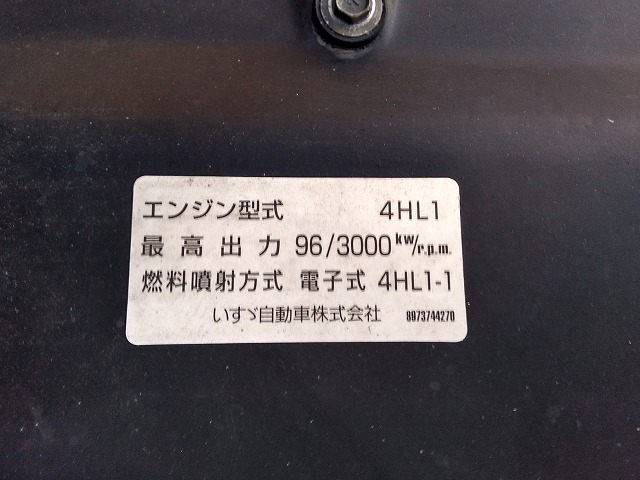 エンジン型式 4HL1
最高出力 96/3000 kW/r.p.m.
燃料噴射方式 電子式 4HL1-1
いすゞ自動車株式会社 8973744270